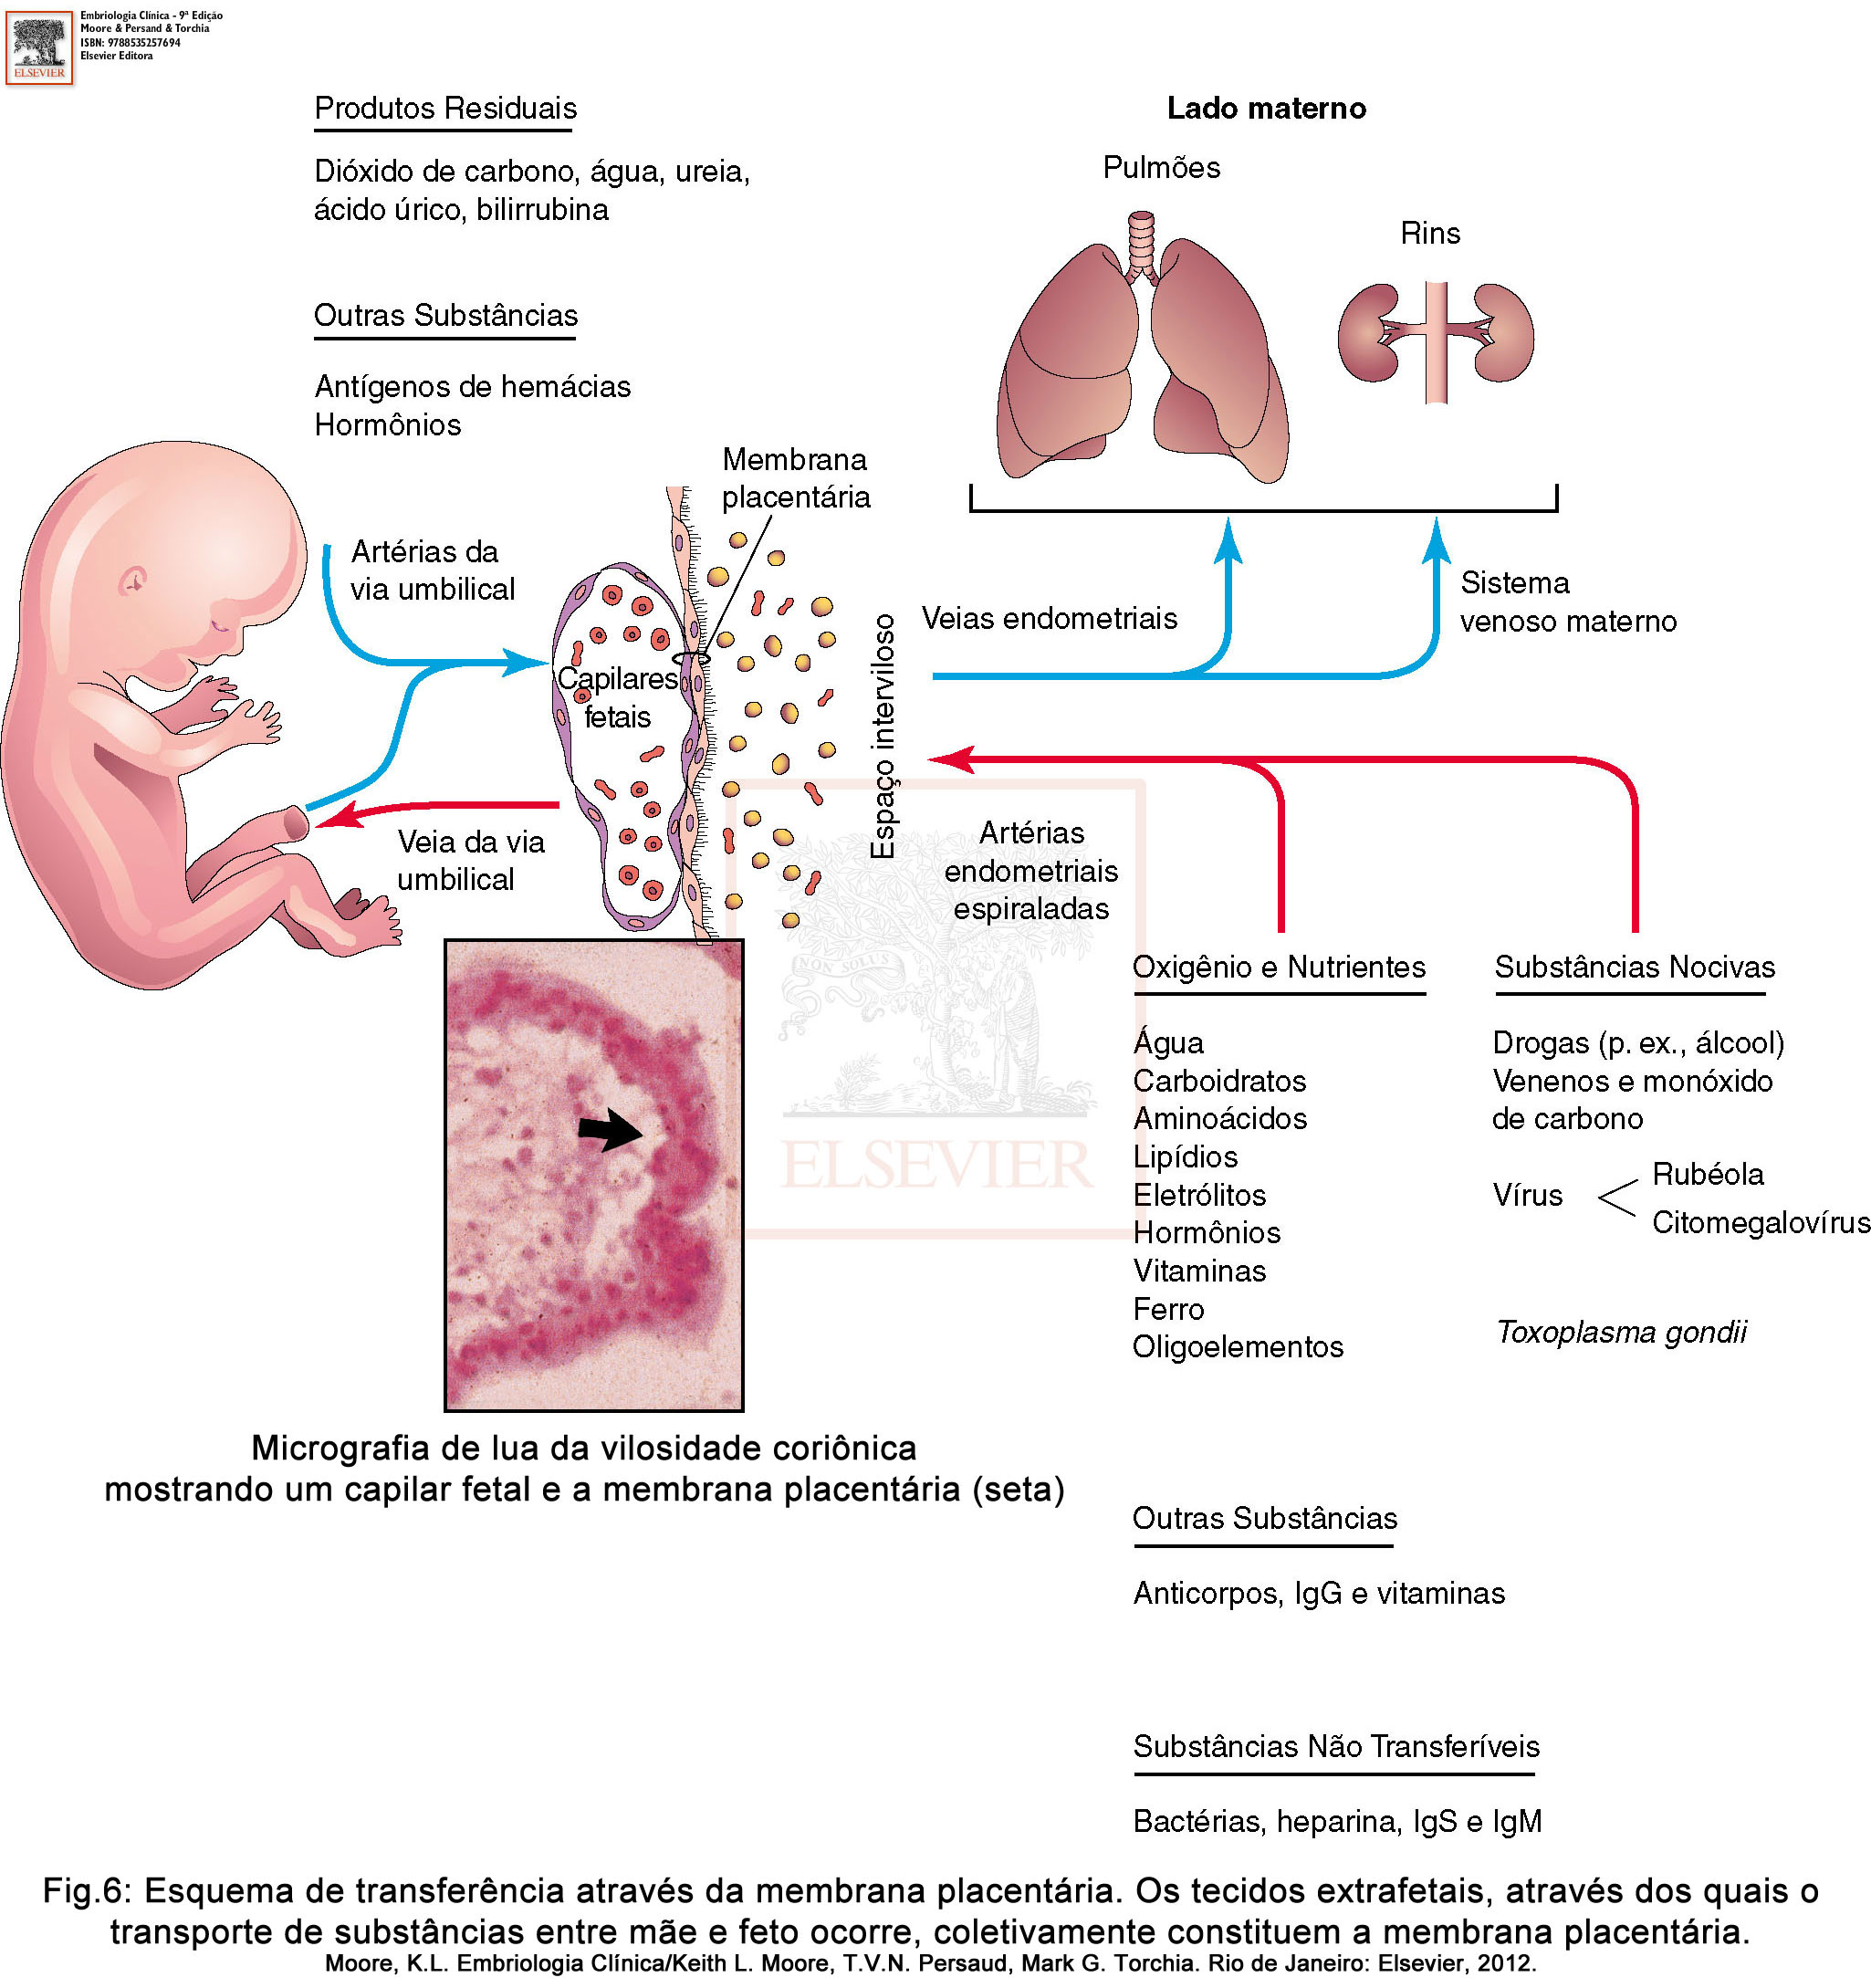 Embriologia Clínica - 9ª Edição
Moore & Persand & Torchia
ISBN: 9788535257694
Elsevier Editora
ELSEVIER
Produtos Residuais
Dióxido de carbono, água, ureia,
ácido úrico, bilirrubina
Outras Substâncias
Antígenos de hemácias
Hormônios
Lado materno
Pulmões
Rins
Membrana
placentária
Artérias da
via umbilical
Capilares
fetais
Veia da via
umbilical
Espaço interviloso
Veias endometriais
Sistema
venoso materno
Artérias
endometriais
espiraladas
NON SOLUS
ELSEVIER
Oxigênio e Nutrientes
Água
Carboidratos
Aminoácidos
Lipídios
Eletrólitos
Hormônios
Vitaminas
Ferro
Oligoelementos
Substâncias Nocivas
Drogas (p. ex., álcool)
Venenos e monóxido
de carbono
Vírus
Rubéola
Citomegalovírus
Toxoplasma gondii
Micrografia de lua da vilosidade coriônica
mostrando um capilar fetal e a membrana placentária (seta)
Outras Substâncias
Anticorpos, IgG e vitaminas
Substâncias Não Transferíveis
Bactérias, heparina, IgS e IgM
Fig.6: Esquema de transferência através da membrana placentária. Os tecidos extrafetais, através dos quais o
transporte de substâncias entre mãe e feto ocorre, coletivamente constituem a membrana placentária.
Moore, K.L. Embriologia Clínica/Keith L. Moore, T.V.N. Persaud, Mark G. Torchia. Rio de Janeiro: Elsevier, 2012.